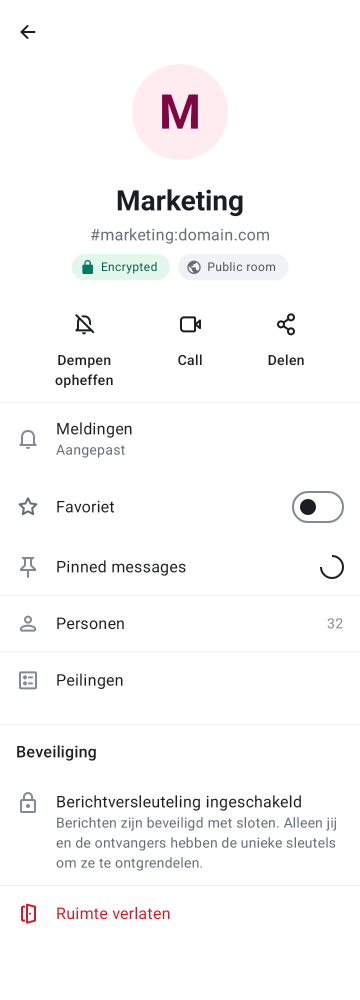 M
Marketing
#marketing:domain.com
Encrypted
Public room
Dempen
opheffen
Call
Delen
Meldingen
Aangepast
Favoriet
Pinned messages
Personen
32
Peilingen
Beveiliging
Berichtversleuteling ingeschakeld
Berichten zijn beveiligd met sloten. Alleen jij
en de ontvangers hebben de unieke sleutels
om ze te ontgrendelen.
Ruimte verlaten